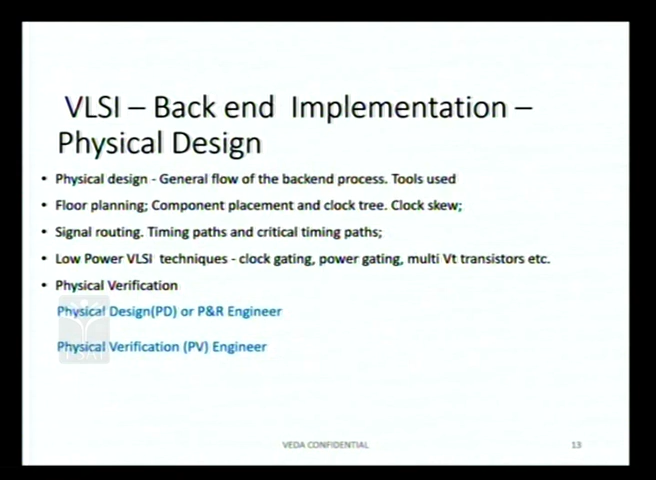 VLSI – Back end Implementation –
Physical Design
• Physical design - General flow of the backend process. Tools used
• Floor planning; Component placement and clock tree. Clock skew;
• Signal routing. Timing paths and critical timing paths;
• Low Power VLSI techniques - clock gating, power gating, multi Vt transistors etc.
• Physical Verification
Physical Design(PD) or P&R Engineer
Physical Verification (PV) Engineer
VEDA CONFIDENTIAL
13